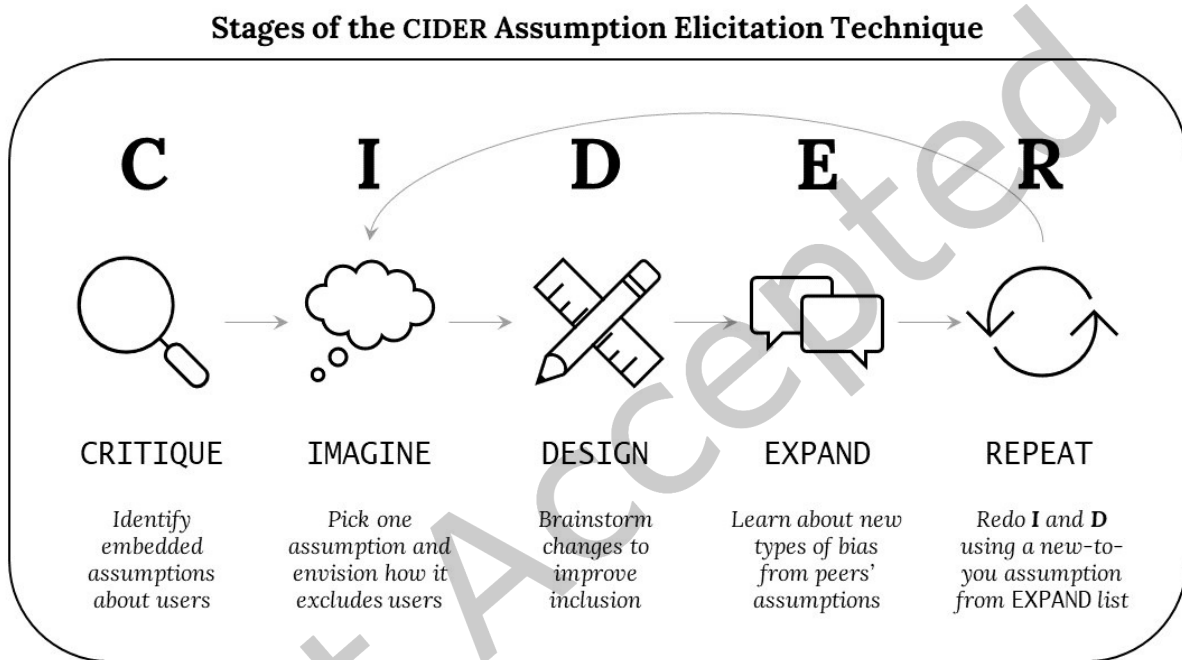 Stages of the CIDER Assumption Elicitation Technique
C I D E R
CRITIQUE
Identify
embedded
assumptions
about users
IMAGINE
Pick one
assumption and
envision how it
excludes users
DESIGN
Brainstorm
changes to
improve
inclusion
EXPAND
Learn about new
types of bias
from peers'
assumptions
REPEAT
Redo I and D
using a new-to-
you assumption
from EXPAND list
Accepted